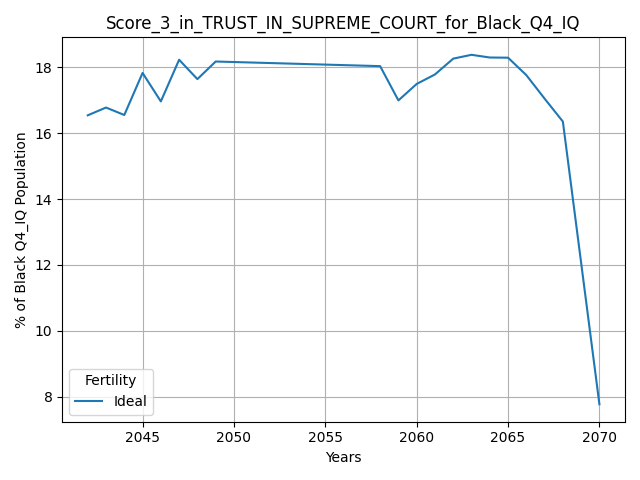 Score_3_in_TRUST_IN_SUPREME_COURT_for_Black_Q4_IQ
% of Black Q4_IQ Population
18
16
14
12
10
8
Fertility
Ideal
2045 2050 2055 2060 2065 2070
Years